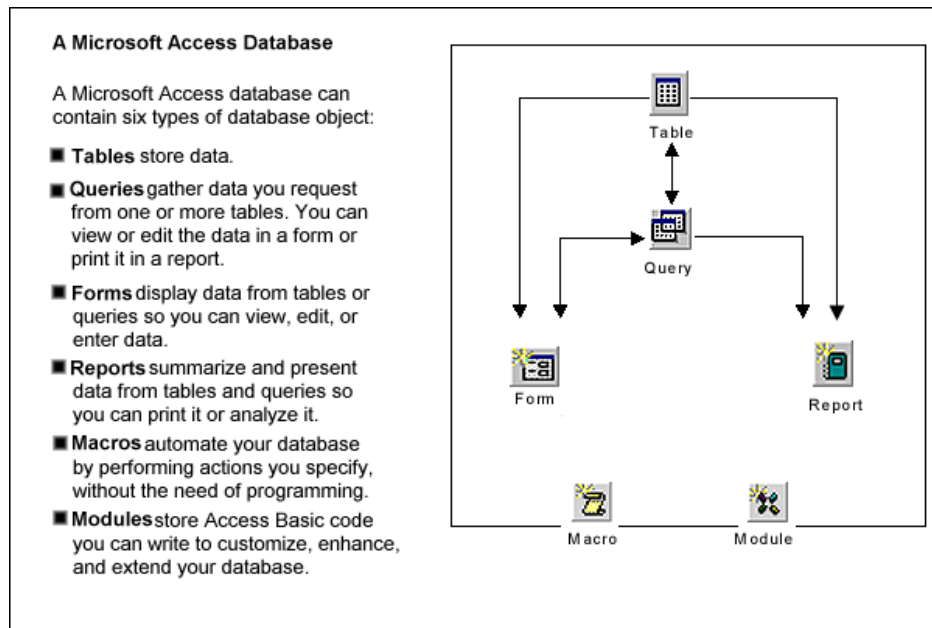 A Microsoft Access Database
A Microsoft Access database can
contain six types of database object:
Tables store data.
Queries gather data you request
from one or more tables. You can
view or edit the data in a form or
print it in a report.
Forms display data from tables or
queries so you can view, edit, or
enter data.
Reports summarize and present
data from tables and queries so
you can print it or analyze it.
Macros automate your database
by performing actions you specify,
without the need of programming.
Modules store Access Basic code
you can write to customize, enhance,
and extend your database.
Table
Query
Form
Report
Macro
Module